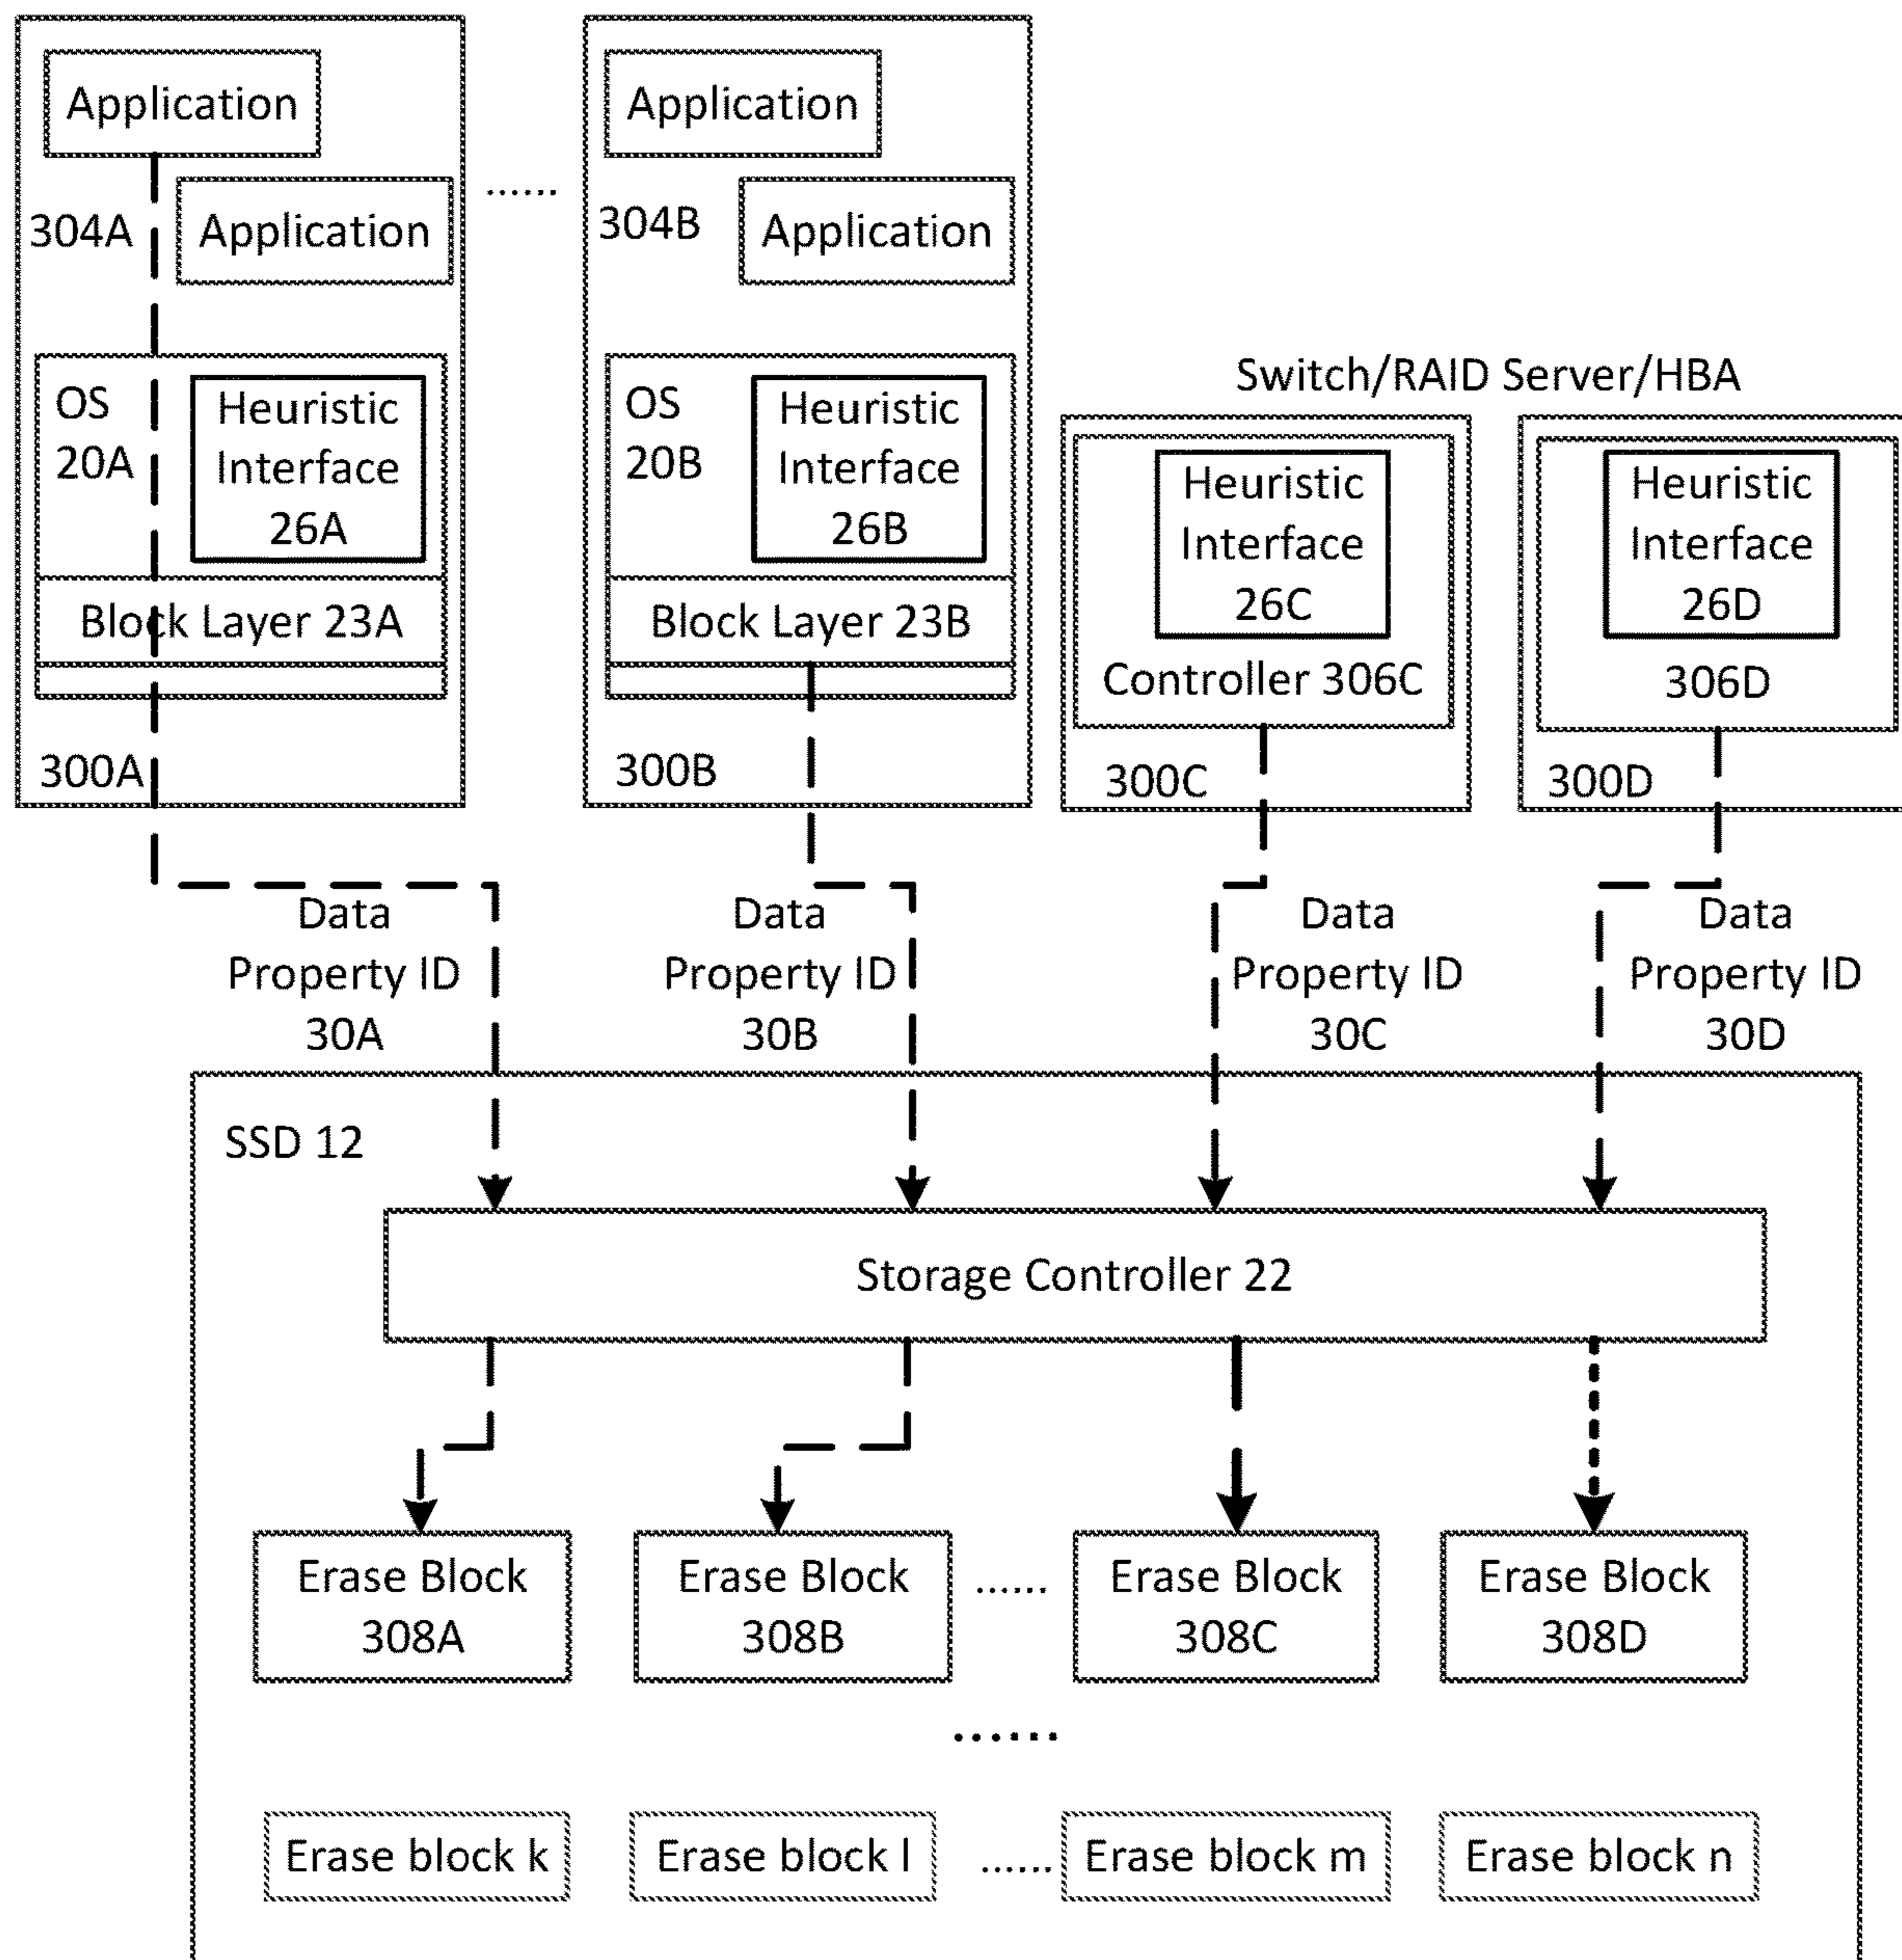 Application
Application
304A
......
Application
304B
Application
OS
20A
Heuristic
Interface
26A
Block Layer 23A
300A
OS
20B
Heuristic
Interface
26B
Block Layer 23B
300B
Switch/RAID Server/HBA
Heuristic
Interface
26C
Controller 306C
300C
Heuristic
Interface
26D
306D
300D
Data
Property ID
30A
Data
Property ID
30B
Data
Property ID
30C
Data
Property ID
30D
SSD 12
Storage Controller 22
Erase Block
308A
Erase Block
308B
......
Erase Block
308C
Erase Block
308D
......
Erase block k
Erase block l
......
Erase block m
Erase block n